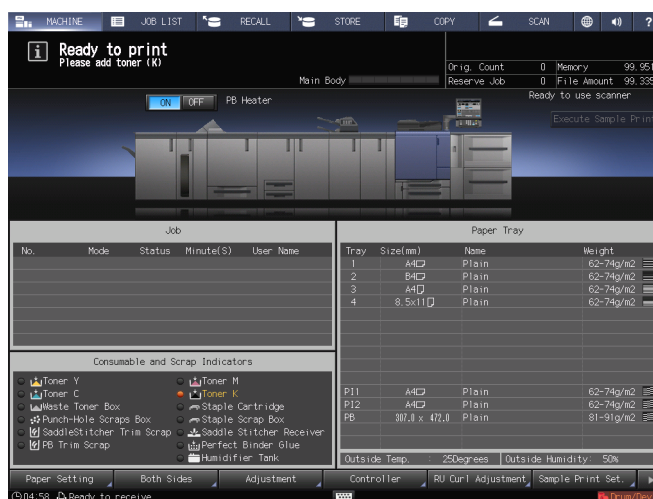 MACHINE JOB LIST RECALL STORE COPY SCAN ?
Ready to print
Please add toner (K)
Main Body
Orig. Count 0 Memory 99.951
Reserve Job 0 File Amount 99.339
Ready to use scanner
ON OFF PB Heater
Execute Sample Print
Job
No. Mode Status Minute(S) User Name
Paper Tray
Tray Size(mm) Name Weight
1 A4 Plain 62-74g/m2
2 B4 Plain 62-74g/m2
3 A4 Plain 62-74g/m2
4 8.5x11 Plain 62-74g/m2
PI1 A4 Plain 62-74g/m2
PI2 A4 Plain 62-74g/m2
PB 307.0 x 472.0 Plain 81-91g/m2
Outside Temp. : 25Degrees Outside Humidity: 50%
Consumable and Scrap Indicators
Toner Y Toner M
Toner C Toner K
Waste Toner Box Staple Cartridge
Punch-Hole Scraps Box Staple Scrap Box
SaddleStitcher Trim Scrap Saddle Stitcher Receiver
PB Trim Scrap Perfect Binder Glue
Humidifier Tank
Paper Setting Both Sides Adjustment Controller RU Curl Adjustment Sample Print Set.
04:58 Ready to receive Drum/Dev